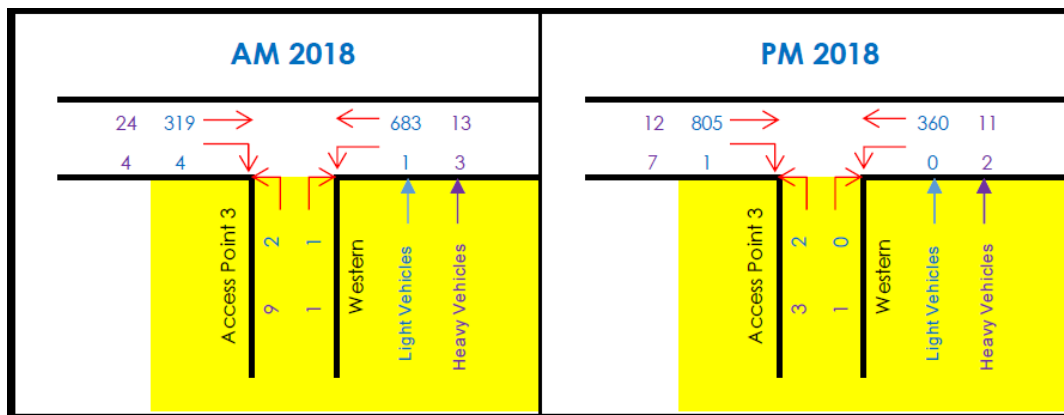 AM 2018
24 319 683 13
4 4 1 3
Access Point 3
9 2
1 1
Western
Light Vehicles
Heavy Vehicles
PM 2018
12 805 360 11
7 1 0 2
Access Point 3
3 2
1 0
Western
Light Vehicles
Heavy Vehicles